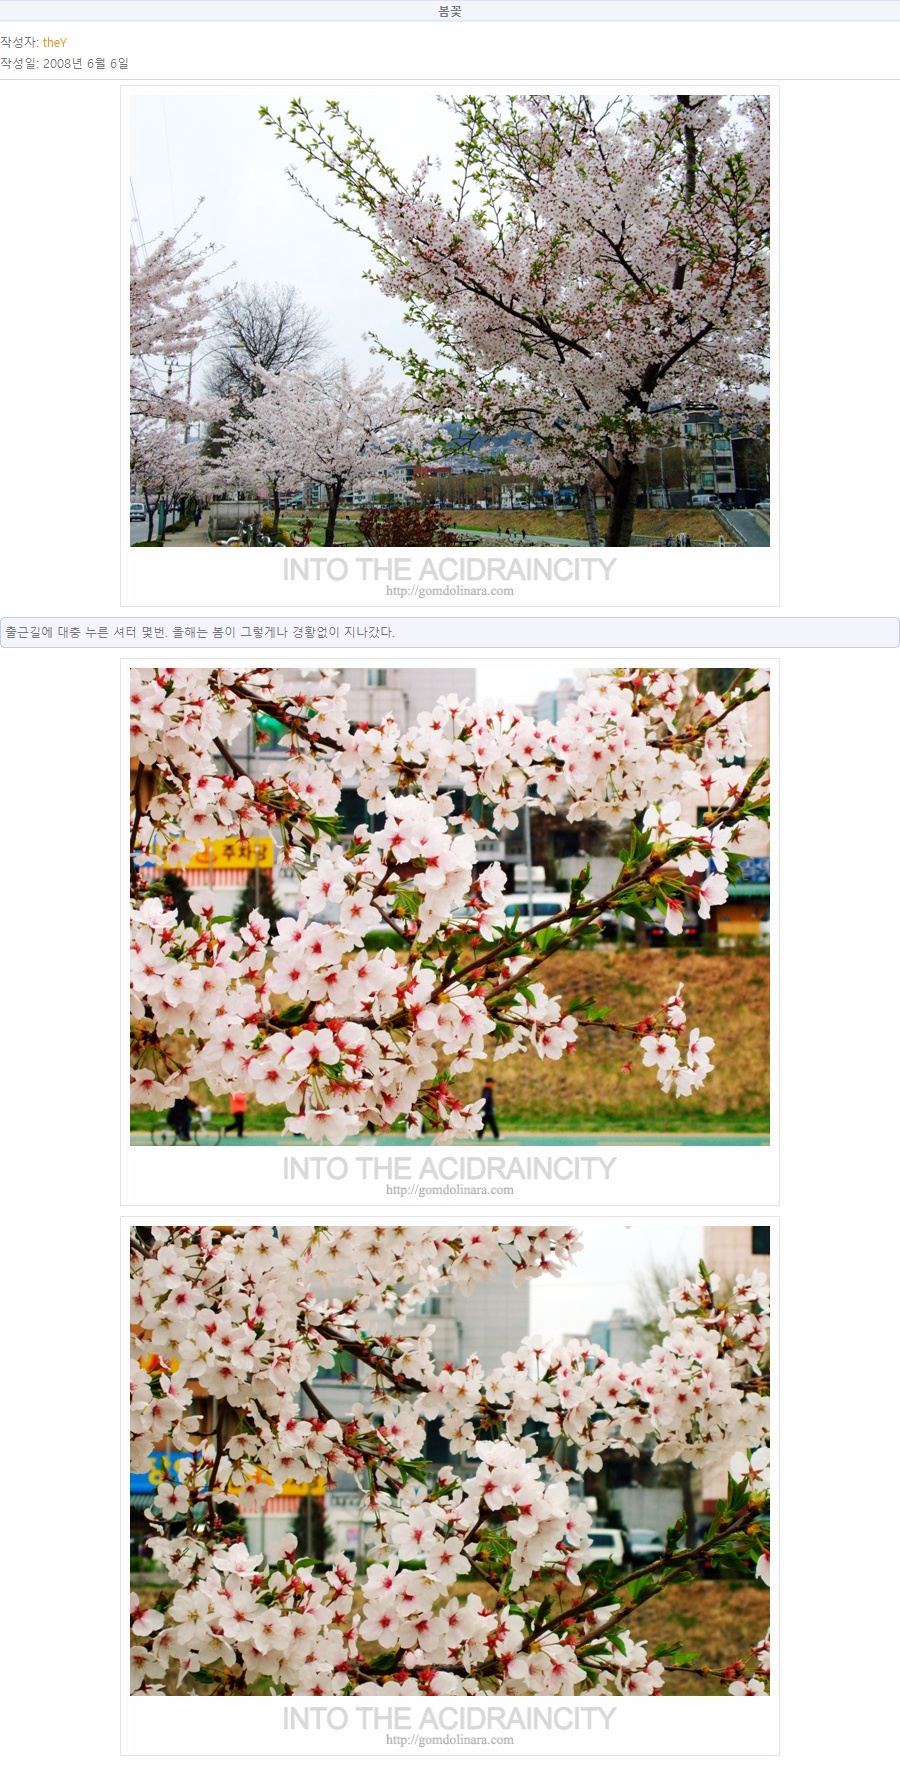 봄꽃
작성자: theY
작성일: 2008년 6월 6일
INTO THE ACIDRAINCITY
http://gomdolinara.com
출근길에 대충 누른 셔터 몇번. 올해는 봄이 그렇게나 경황없이 지나갔다.
주차장
INTO THE ACIDRAINCITY
http://gomdolinara.com
INTO THE ACIDRAINCITY
http://gomdolinara.com